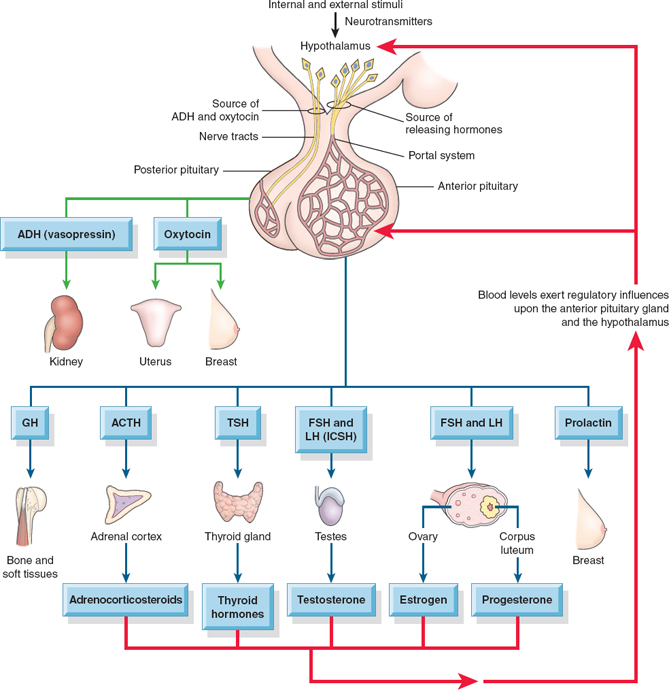 Internal and external stimuli
Neurotransmitters
Hypothalamus
Source of
ADH and oxytocin
Source of
releasing hormones
Nerve tracts
Portal system
Posterior pituitary
Anterior pituitary
ADH (vasopressin)
Oxytocin
Kidney
Uterus
Breast
Blood levels exert regulatory influences
upon the anterior pituitary gland
and the hypothalamus
GH
ACTH
TSH
FSH and
LH (ICSH)
FSH and LH
Prolactin
Bone and
soft tissues
Adrenal cortex
Thyroid gland
Testes
Ovary
Corpus
luteum
Breast
Adrenocorticosteroids
Thyroid
hormones
Testosterone
Estrogen
Progesterone